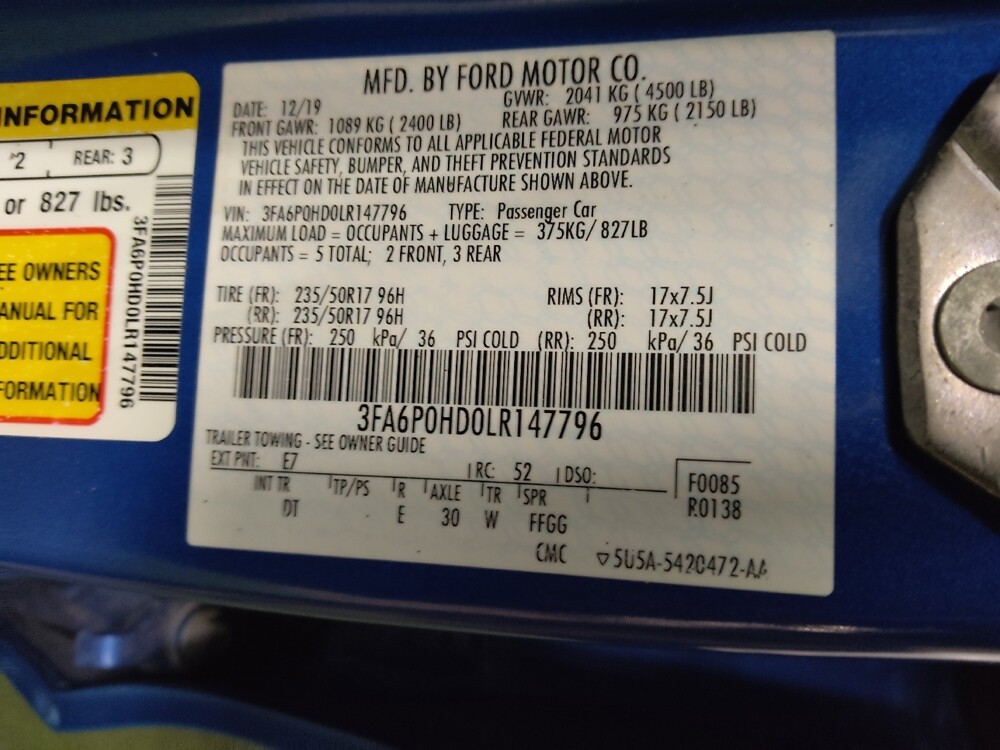 INFORMATION
REAR: 3
or 827 lbs.
3FA6P0HD0LR147796
OWNERS
FOR
MFD. BY FORD MOTOR CO.
DATE: 12/19 GVWR: 2041 KG ( 4500 LB)
FRONT GAWR: 1089 KG ( 2400 LB) REAR GAWR: 975 KG ( 2150 LB)
THIS VEHICLE CONFORMS TO ALL APPLICABLE FEDERAL MOTOR
VEHICLE SAFETY, BUMPER, AND THEFT PREVENTION STANDARDS
IN EFFECT ON THE DATE OF MANUFACTURE SHOWN ABOVE.
VIN: 3FA6P0HD0LR147796 TYPE: Passenger Car
MAXIMUM LOAD = OCCUPANTS + LUGGAGE = 375KG/ 827LB
OCCUPANTS = 5 TOTAL; 2 FRONT, 3 REAR
TIRE (FR): 235/50R17 96H RIMS (FR): 17x7.5J
(RR): 235/50R17 96H (RR): 17x7.5J
PRESSURE (FR): 250 kPa/ 36 PSI COLD (RR): 250 kPa/ 36 PSI COLD
3FA6P0HD0LR147796
TRAILER TOWING - SEE OWNER GUIDE
EXT PNT: E7 RC: 52 DSO: F0085
INT TR TP/PS R AXLE TR SPR R0138
DT E 30 W FFGG
CMC ▽5U5A-5420472-AA